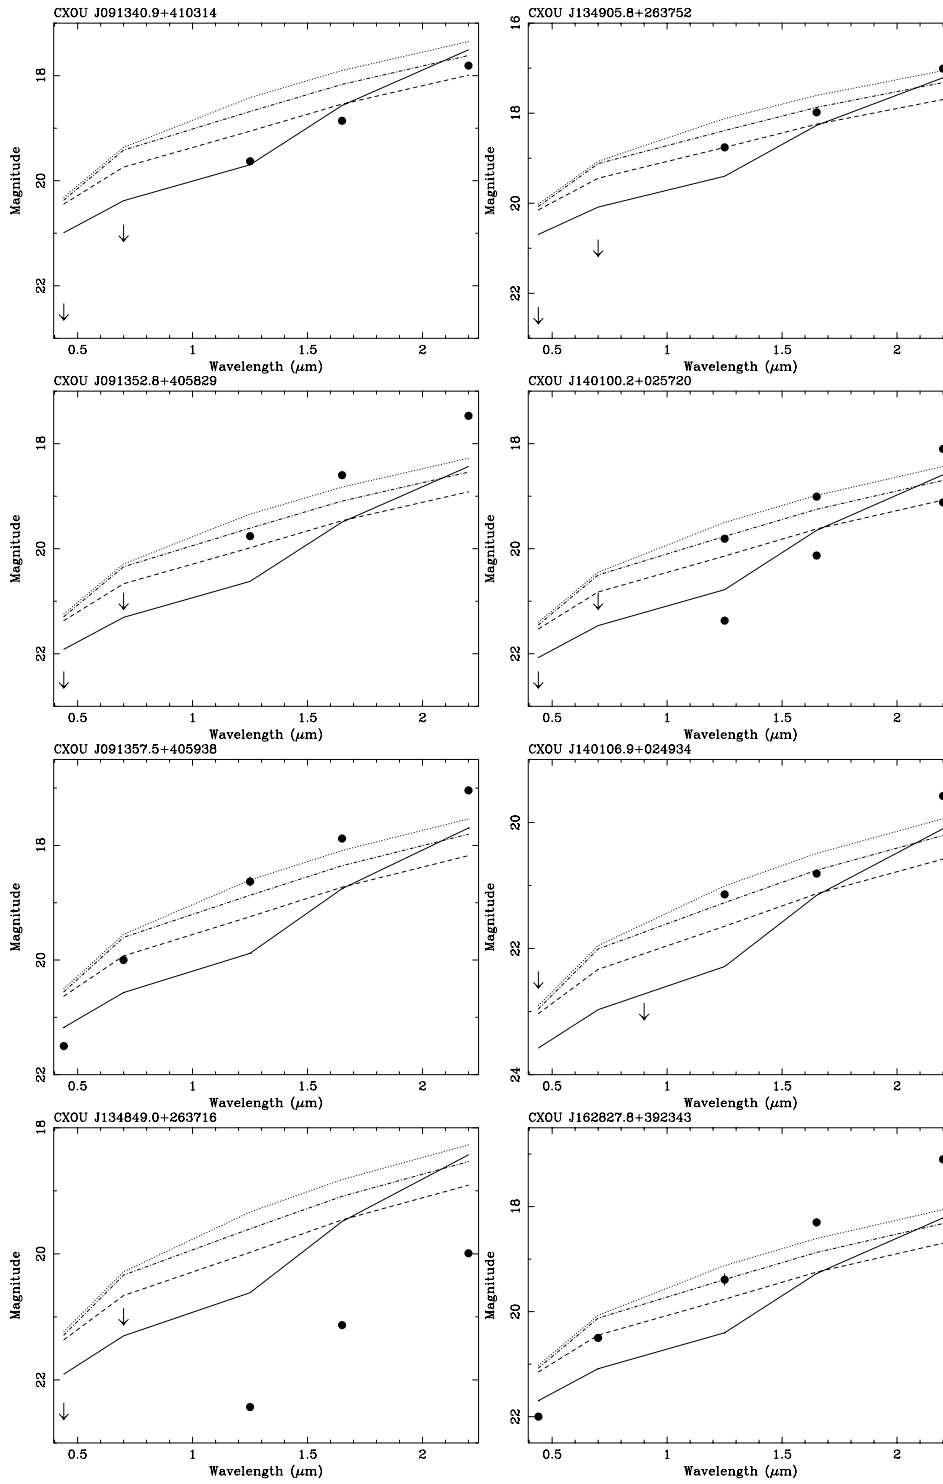 CXOU J091340.9+410314
18
20
22
Magnitude
0.5 1 1.5 2
Wavelength (μm)
CXOU J134905.8+263752
16
18
20
22
Magnitude
0.5 1 1.5 2
Wavelength (μm)
CXOU J091352.8+405829
18
20
22
Magnitude
0.5 1 1.5 2
Wavelength (μm)
CXOU J140100.2+025720
18
20
22
Magnitude
0.5 1 1.5 2
Wavelength (μm)
CXOU J091357.5+405938
18
20
22
Magnitude
0.5 1 1.5 2
Wavelength (μm)
CXOU J140106.9+024934
20
22
24
Magnitude
0.5 1 1.5 2
Wavelength (μm)
CXOU J134849.0+263716
18
20
22
Magnitude
0.5 1 1.5 2
Wavelength (μm)
CXOU J162827.8+392343
18
20
22
Magnitude
0.5 1 1.5 2
Wavelength (μm)